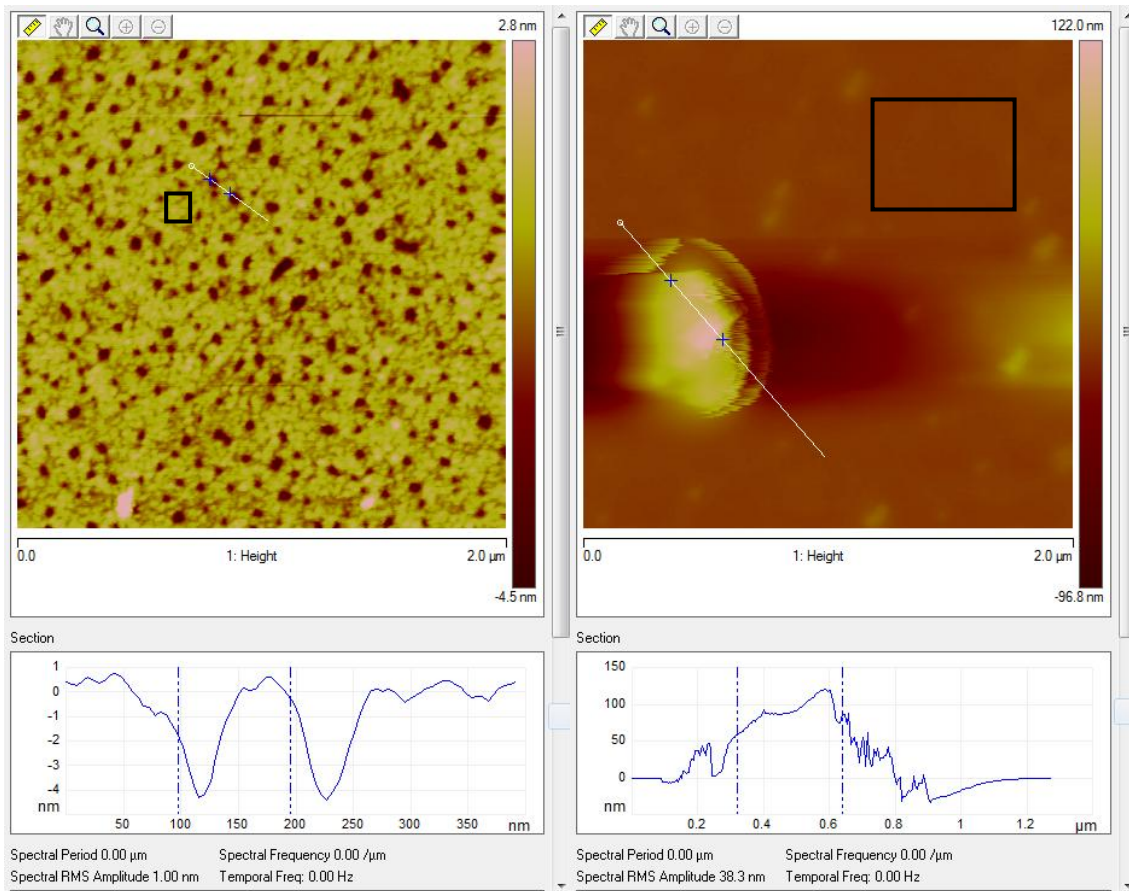 2.8 nm
0.0 1: Height 2.0 µm
-4.5 nm
Section
1
0
-1
-2
-3
-4
nm
50 100 150 200 250 300 350 nm
Spectral Period 0.00 µm Spectral Frequency 0.00 /µm
Spectral RMS Amplitude 1.00 nm Temporal Freq: 0.00 Hz
122.0 nm
0.0 1: Height 2.0 µm
-96.8 nm
Section
150
100
50
0
nm
0.2 0.4 0.6 0.8 1 1.2 µm
Spectral Period 0.00 µm Spectral Frequency 0.00 /µm
Spectral RMS Amplitude 38.3 nm Temporal Freq: 0.00 Hz